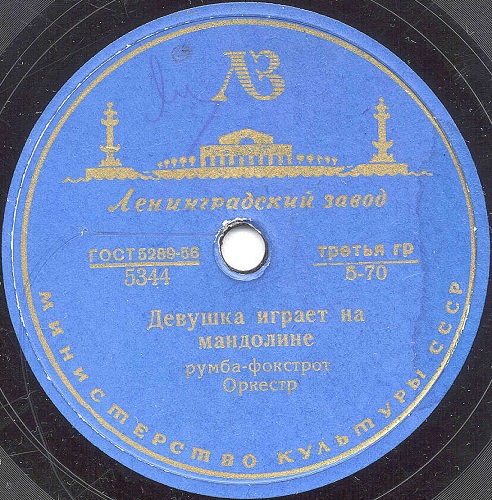 ЛЗ
Ленинградский завод
ГОСТ 5289-56
5344
третья гр
5-70
Девушка играет на
мандолине
румба-фокстрот
Оркестр
МИНИСТЕРСТВО КУЛЬТУРЫ СССР